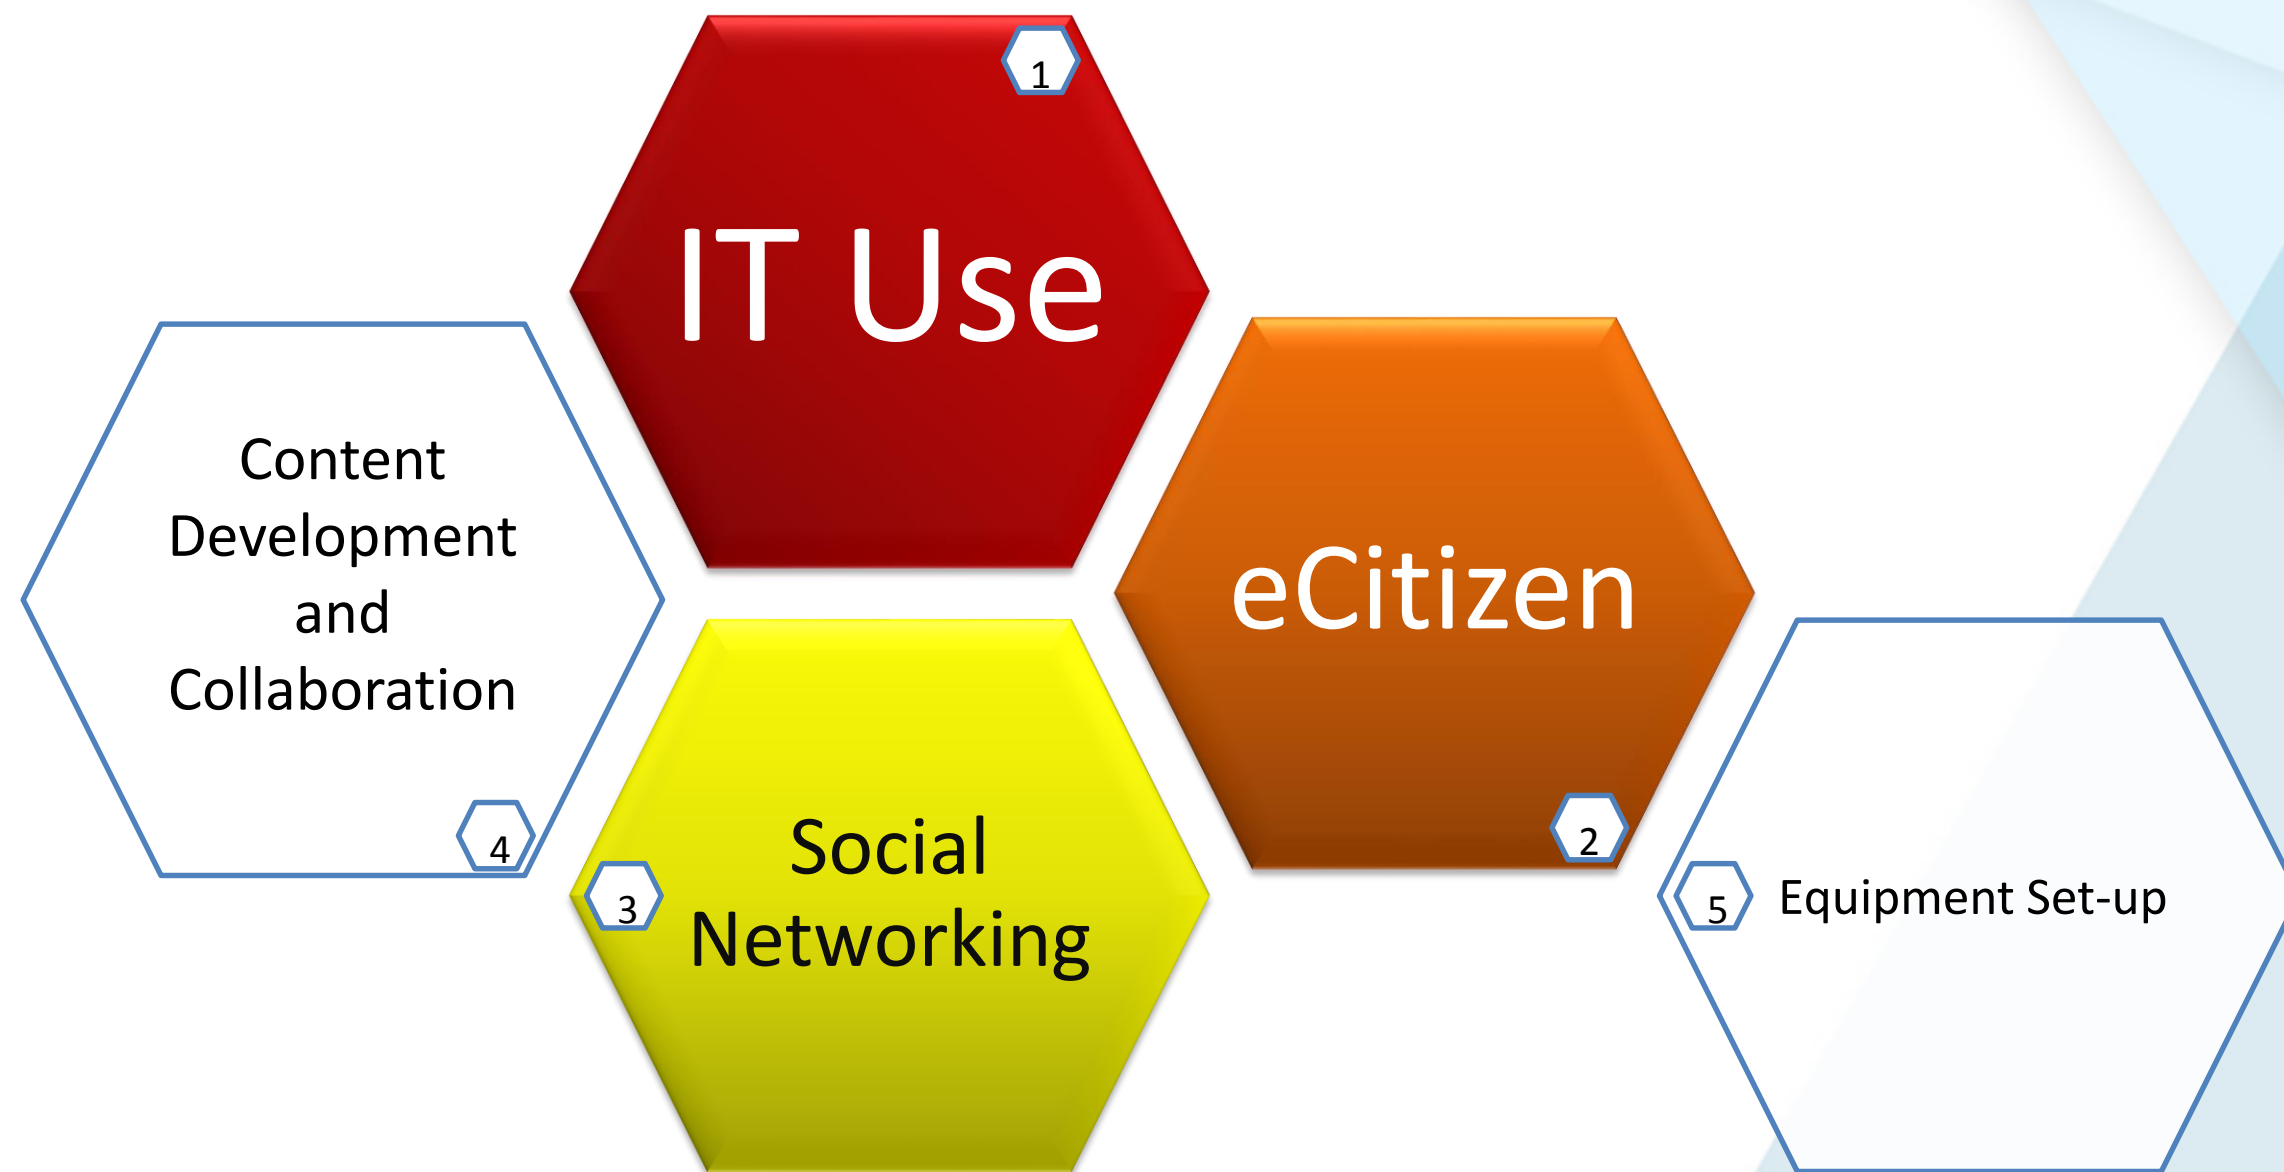 1
IT Use
eCitizen
2
Social
Networking
3
Content
Development
and
Collaboration
4
5
Equipment Set-up